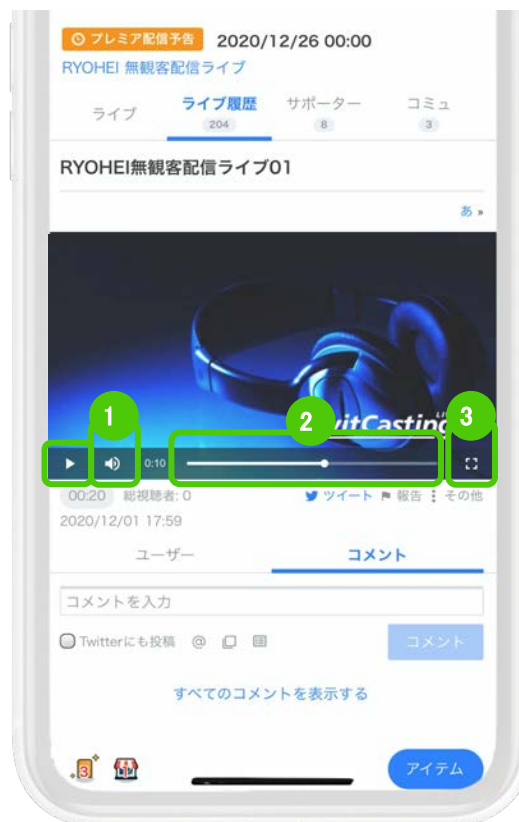 プレミア配信予告 2020/12/26 00:00
RYOHEI 無観客配信ライブ
ライブ ライブ履歴 サポーター コミュ
204 8 3
RYOHEI無観客配信ライブ01
あ »
1 2 3
witCasting
0:10
00:20 総視聴者: 0 ツイート 報告 その他
2020/12/01 17:59
ユーザー コメント
コメントを入力
Twitterにも投稿 @ コメント
すべてのコメントを表示する
3 アイテム